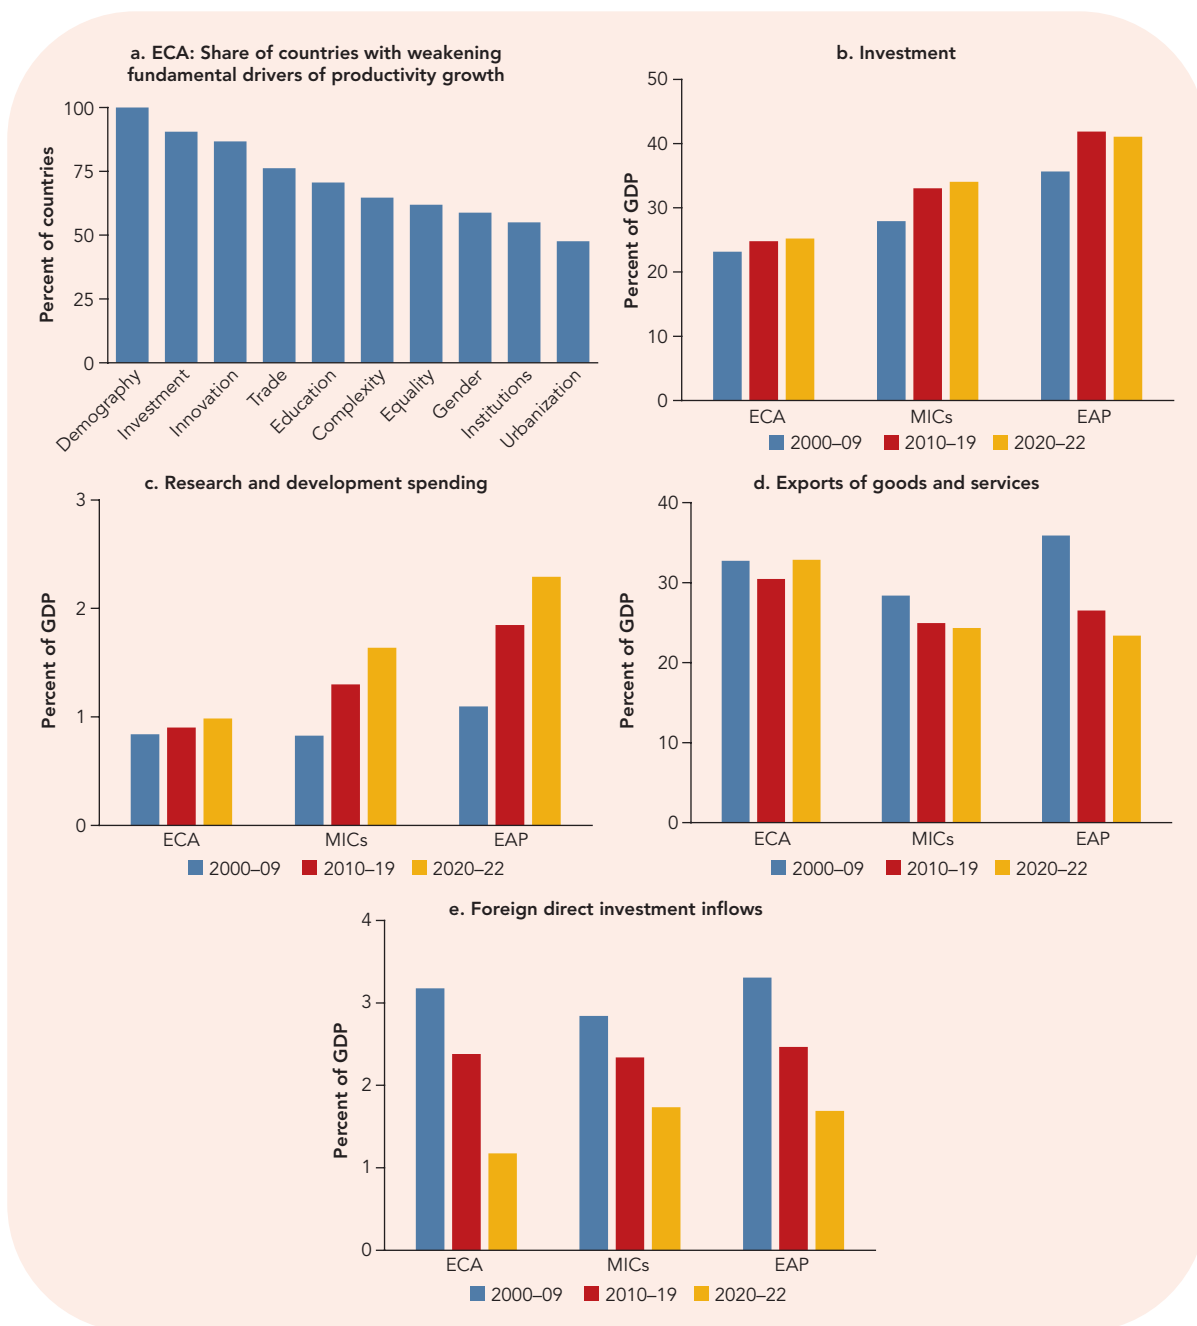 a. ECA: Share of countries with weakening
fundamental drivers of productivity growth
Percent of countries
100
75
50
25
0
Demography
Investment
Innovation
Trade
Education
Complexity
Equality
Gender
Institutions
Urbanization
b. Investment
Percent of GDP
50
40
30
20
10
0
ECA MICs EAP
2000–09 2010–19 2020–22
c. Research and development spending
Percent of GDP
3
2
1
0
ECA MICs EAP
2000–09 2010–19 2020–22
d. Exports of goods and services
Percent of GDP
40
30
20
10
0
ECA MICs EAP
2000–09 2010–19 2020–22
e. Foreign direct investment inflows
Percent of GDP
4
3
2
1
0
ECA MICs EAP
2000–09 2010–19 2020–22